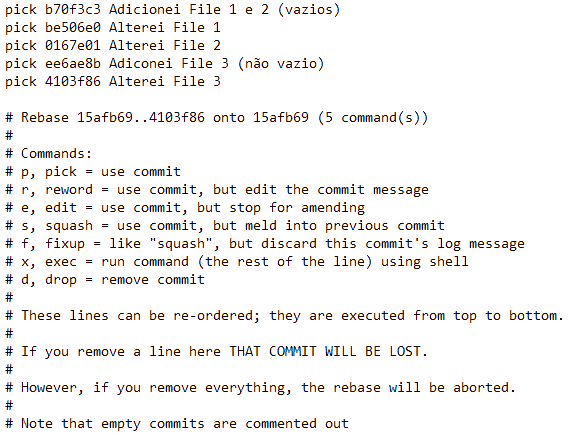 pick b70f3c3 Adicionei File 1 e 2 (vazios)
pick be506e0 Alterei File 1
pick 0167e01 Alterei File 2
pick ee6ae8b Adiconei File 3 (não vazio)
pick 4103f86 Alterei File 3

# Rebase 15afb69..4103f86 onto 15afb69 (5 command(s))
#
# Commands:
# p, pick = use commit
# r, reword = use commit, but edit the commit message
# e, edit = use commit, but stop for amending
# s, squash = use commit, but meld into previous commit
# f, fixup = like "squash", but discard this commit's log message
# x, exec = run command (the rest of the line) using shell
# d, drop = remove commit
#
# These lines can be re-ordered; they are executed from top to bottom.
#
# If you remove a line here THAT COMMIT WILL BE LOST.
#
# However, if you remove everything, the rebase will be aborted.
#
# Note that empty commits are commented out